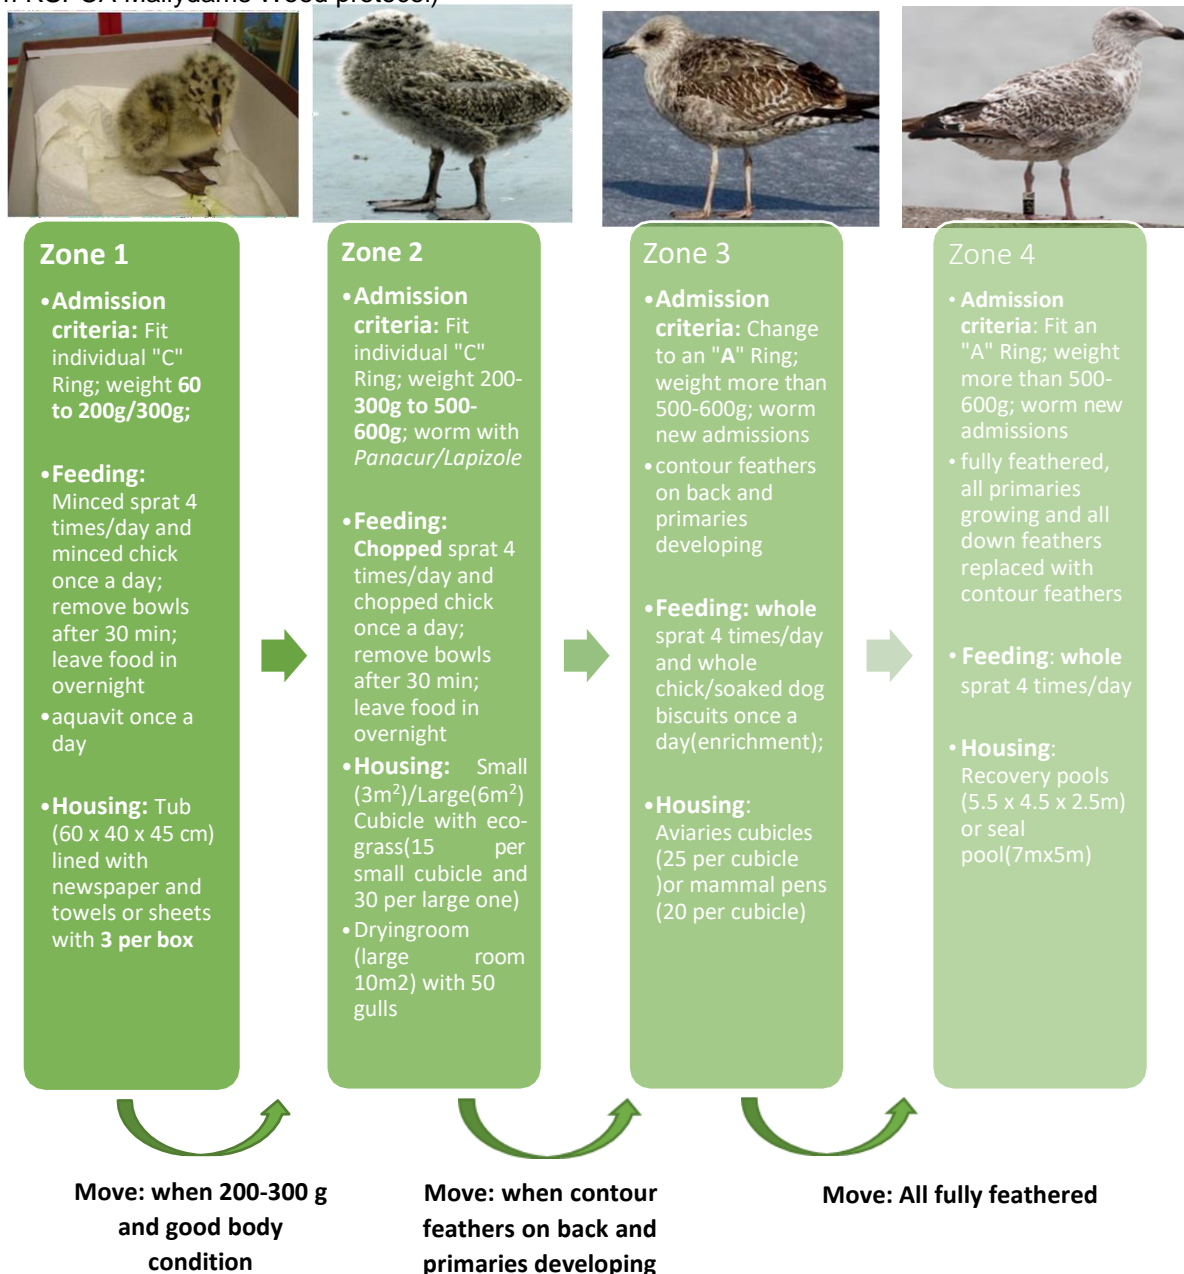 RSPCA Mallydams Wood protocol)
Zone 1
•Admission
criteria: Fit
individual "C"
Ring; weight 60
to 200g/300g;
•Feeding:
Minced sprat 4
times/day and
minced chick
once a day;
remove bowls
after 30 min;
leave food in
overnight
•aquavit once a
day
•Housing: Tub
(60 x 40 x 45 cm)
lined with
newspaper and
towels or sheets
with 3 per box
Zone 2
•Admission
criteria: Fit
individual "C"
Ring; weight 200-
300g to 500-
600g; worm with
Panacur/Lapizole
•Feeding:
Chopped sprat 4
times/day and
chopped chick
once a day;
remove bowls
after 30 min;
leave food in
overnight
•Housing: Small
(3m²)/Large(6m²)
Cubicle with eco-
grass(15 per
small cubicle and
30 per large one)
•Dryingroom
(large room
10m2) with 50
gulls
Zone 3
•Admission
criteria: Change
to an "A" Ring;
weight more than
500-600g; worm
new admissions
•contour feathers
on back and
primaries
developing
•Feeding: whole
sprat 4 times/day
and whole
chick/soaked dog
biscuits once a
day(enrichment);
•Housing:
Aviaries cubicles
(25 per cubicle
)or mammal pens
(20 per cubicle)
Zone 4
• Admission
criteria: Fit an
"A" Ring; weight
more than 500-
600g; worm new
admissions
• fully feathered,
all primaries
growing and all
down feathers
replaced with
contour feathers
• Feeding: whole
sprat 4 times/day
• Housing:
Recovery pools
(5.5 x 4.5 x 2.5m)
or seal
pool(7mx5m)
Move: when 200-300 g
and good body
condition
Move: when contour
feathers on back and
primaries developing
Move: All fully feathered